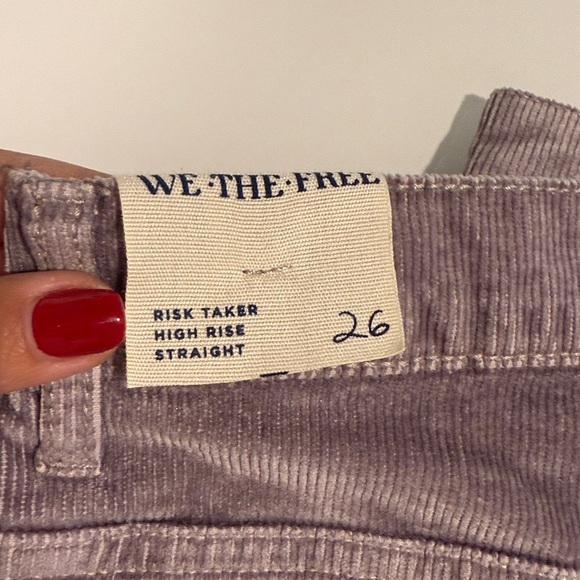 WE·THE·FREE
RISK TAKER
HIGH RISE
STRAIGHT
26